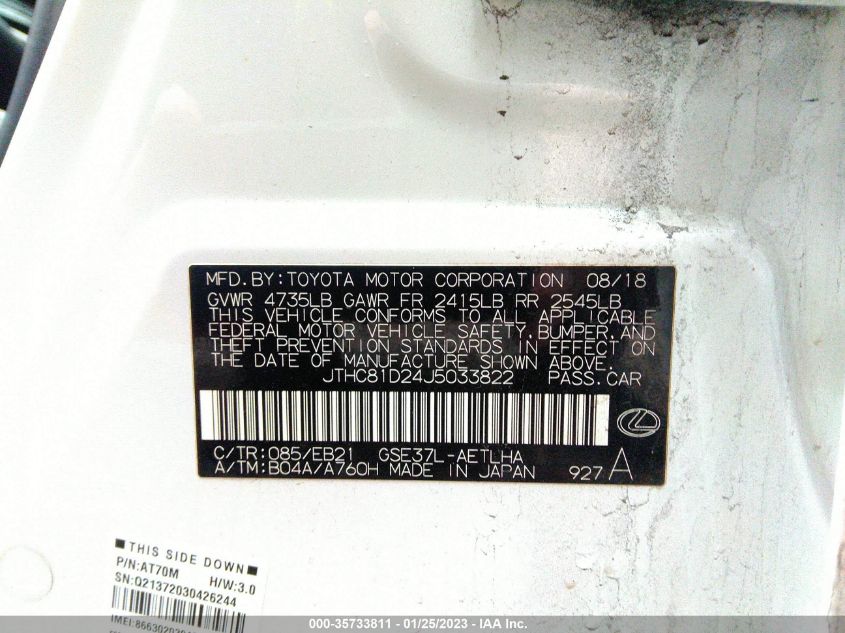 MFD.BY:TOYOTA MOTOR CORPORATION 08/18
GVWR 4735LB GAWR FR 2415LB RR 2545LB
THIS VEHICLE CONFORMS TO ALL APPLICABLE
FEDERAL MOTOR VEHICLE SAFETY, BUMPER, AND
THEFT PREVENTION STANDARDS IN EFFECT ON
THE DATE OF MANUFACTURE SHOWN ABOVE.
JTHC81D24J5033822 PASS.CAR
C/TR:085/EB21 GSE37L-AETLHA
A/TM:B04A/A760H MADE IN JAPAN 927A
THIS SIDE DOWN
P/N:AT70M H/W:3.0
SN:Q21372030426244
000-35733811 - 01/25/2023 - IAA Inc.